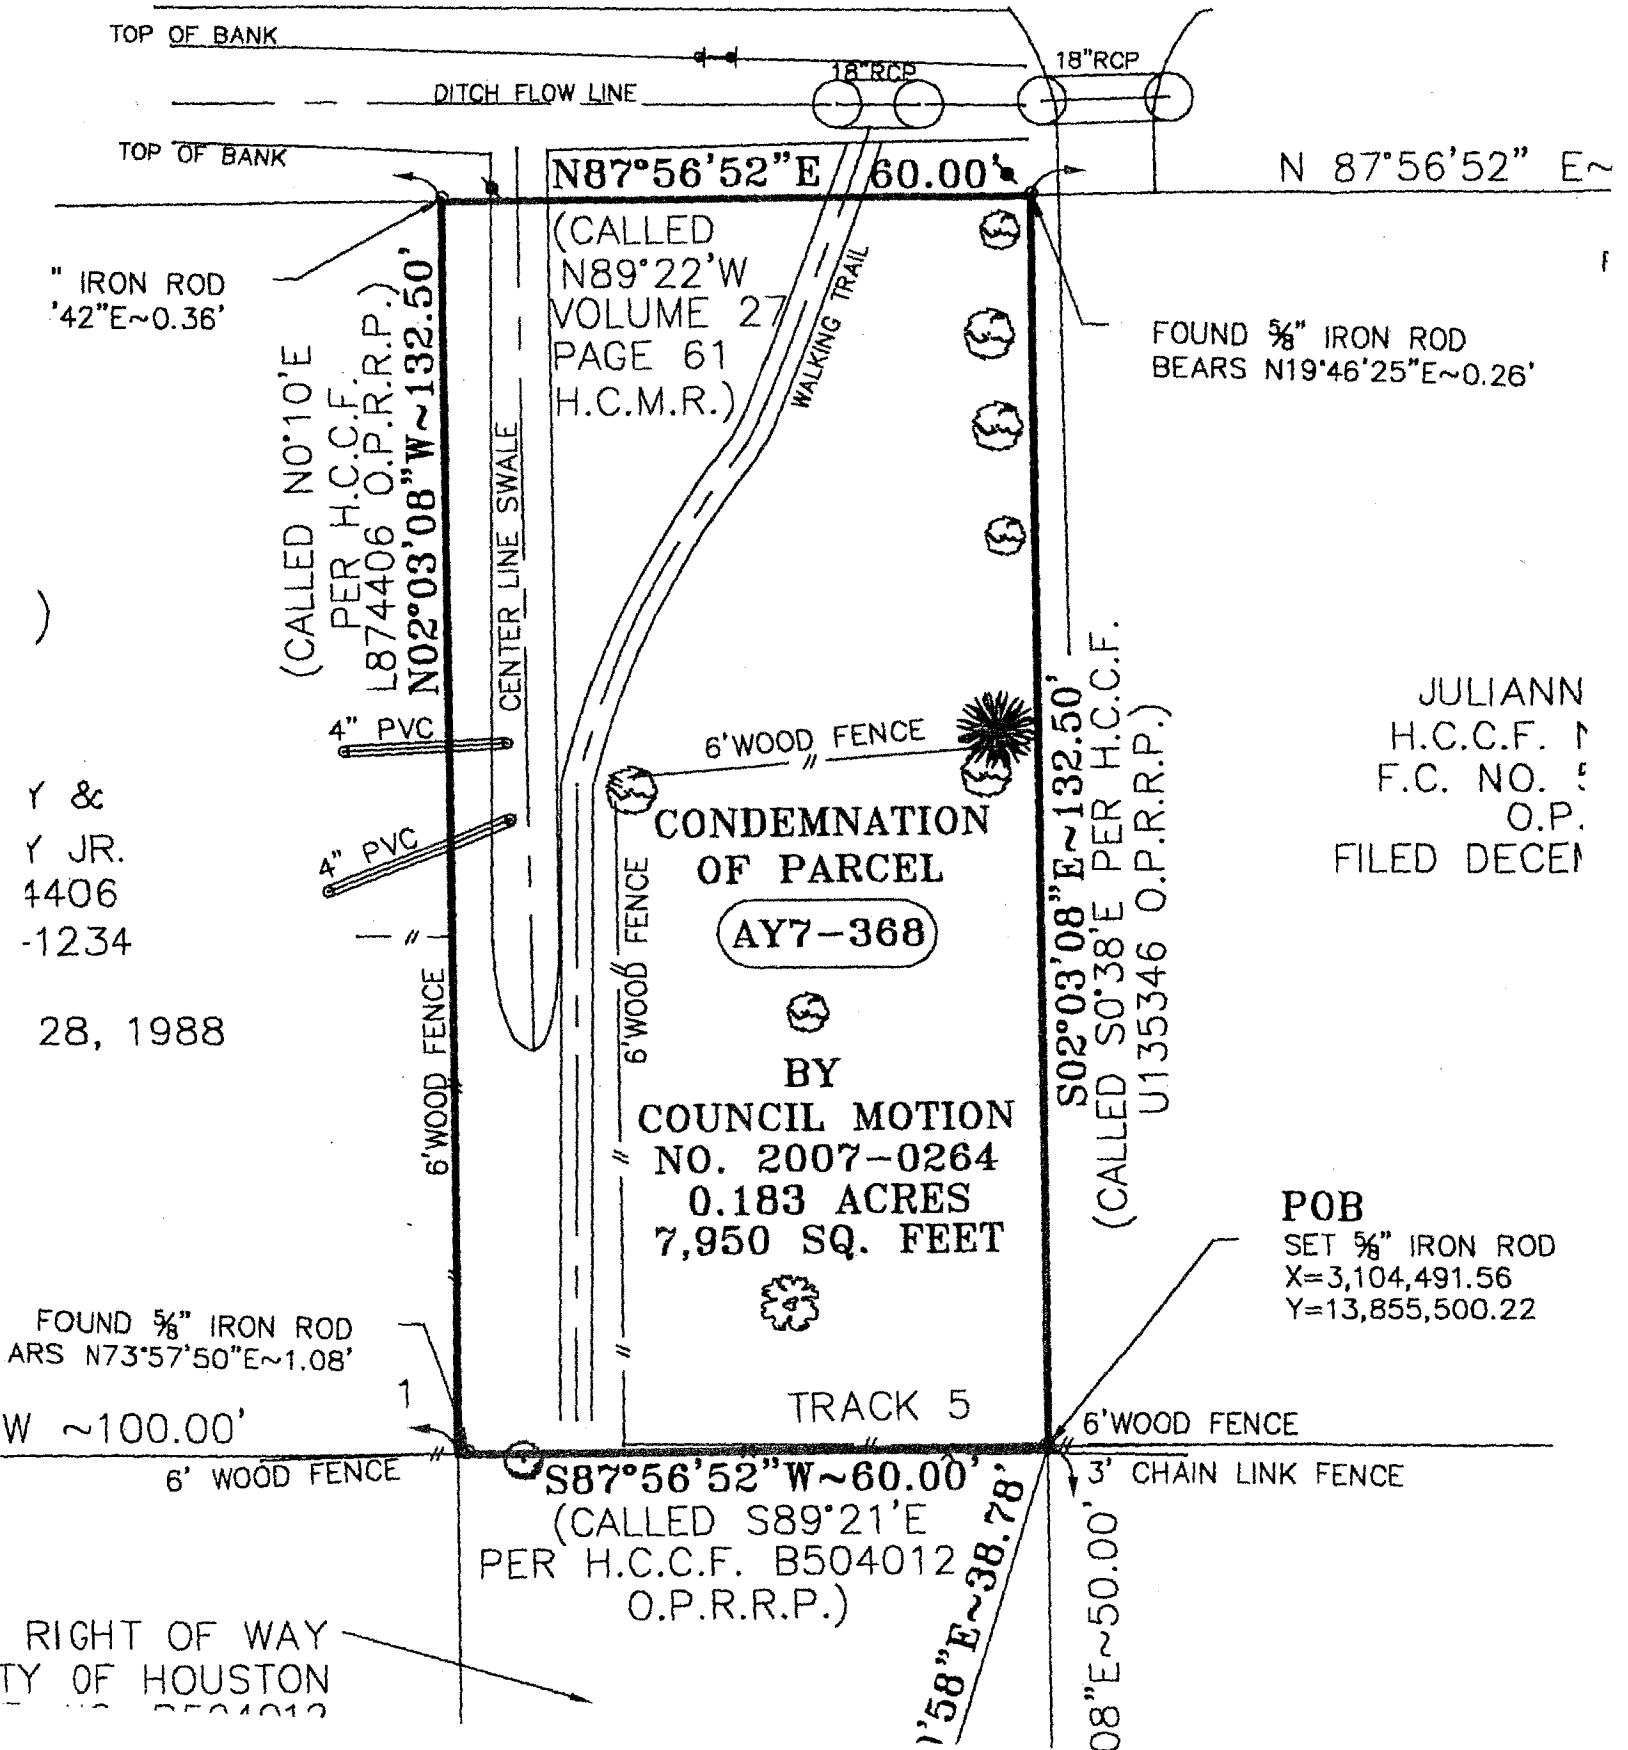 TOP OF BANK
18"RCP
18"RCP
DITCH FLOW LINE
TOP OF BANK
N87°56'52"E 60.00'
N 87°56'52" E~
(CALLED
N89°22'W
VOLUME 27
PAGE 61
H.C.M.R.)
" IRON ROD
'42"E~0.36'
WALKING TRAIL
FOUND ⅝" IRON ROD
BEARS N19°46'25"E~0.26'
(CALLED N0°10'E
PER H.C.C.F.
L874406 O.P.R.R.P.)
N02°03'08"W~132.50'
CENTER LINE SWALE
)
4" PVC
4" PVC
6'WOOD FENCE
Y &
Y JR.
4406
-1234
28, 1988
JULIANN
H.C.C.F.
F.C. NO.
O.P.
FILED DECEM
6'WOOD FENCE
6'WOOD FENCE
CONDEMNATION
OF PARCEL
AY7-368
BY
COUNCIL MOTION
NO. 2007-0264
0.183 ACRES
7,950 SQ. FEET
S02°03'08"E~132.50'
(CALLED S0°38'E PER H.C.C.F.
U135346 O.P.R.R.P.)
POB
SET ⅝" IRON ROD
X=3,104,491.56
Y=13,855,500.22
FOUND ⅝" IRON ROD
ARS N73°57'50"E~1.08'
1
TRACK 5
W ~100.00'
6' WOOD FENCE
6'WOOD FENCE
3' CHAIN LINK FENCE
S87°56'52"W~60.00'
(CALLED S89°21'E
PER H.C.C.F. B504012
O.P.R.R.P.)
'58"E~38.78'
08"E~50.00'
RIGHT OF WAY
TY OF HOUSTON
B504012